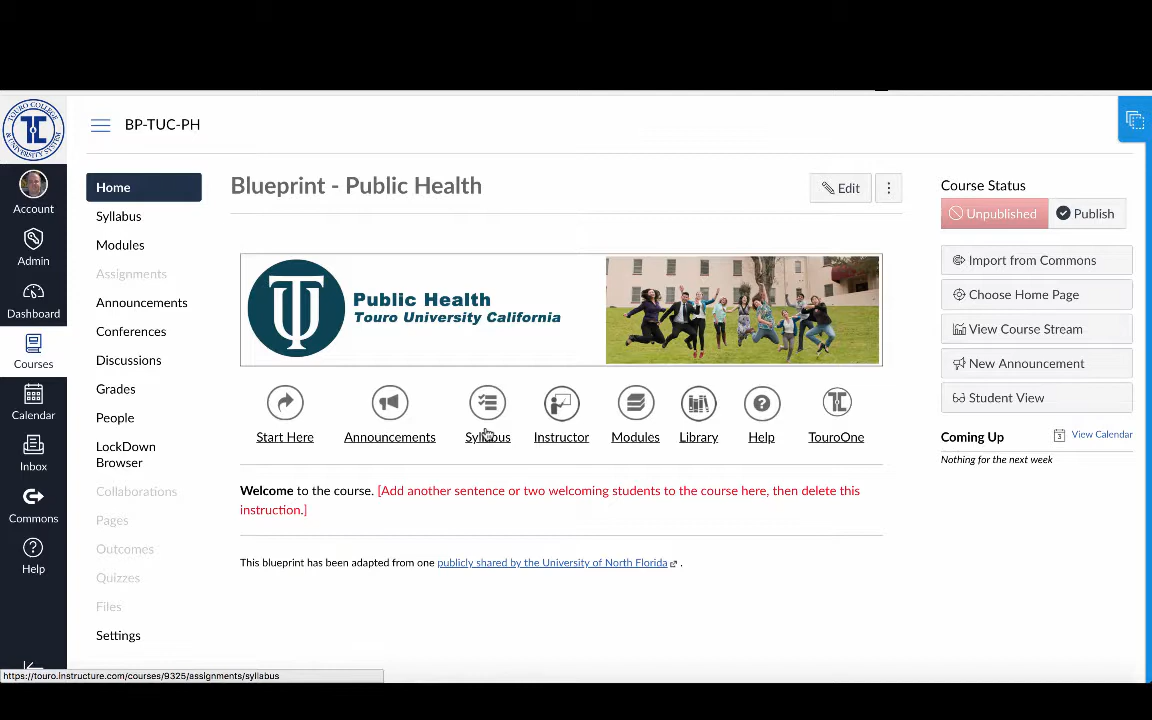 TOURO COLLEGE & UNIVERSITY SYSTEM
BP-TUC-PH
Account
Admin
Dashboard
Courses
Calendar
Inbox
Commons
Help
Home
Syllabus
Modules
Assignments
Announcements
Conferences
Discussions
Grades
People
LockDown
Browser
Collaborations
Pages
Outcomes
Quizzes
Files
Settings
Blueprint - Public Health
Edit
Public Health
Touro University California
Start Here
Announcements
Syllabus
Instructor
Modules
Library
Help
TouroOne
Welcome to the course. [Add another sentence or two welcoming students to the course here, then delete this
instruction.]
This blueprint has been adapted from one publicly shared by the University of North Florida .
Course Status
Unpublished
Publish
Import from Commons
Choose Home Page
View Course Stream
New Announcement
Student View
Coming Up
3
View Calendar
Nothing for the next week
https://touro.instructure.com/courses/9325/assignments/syllabus